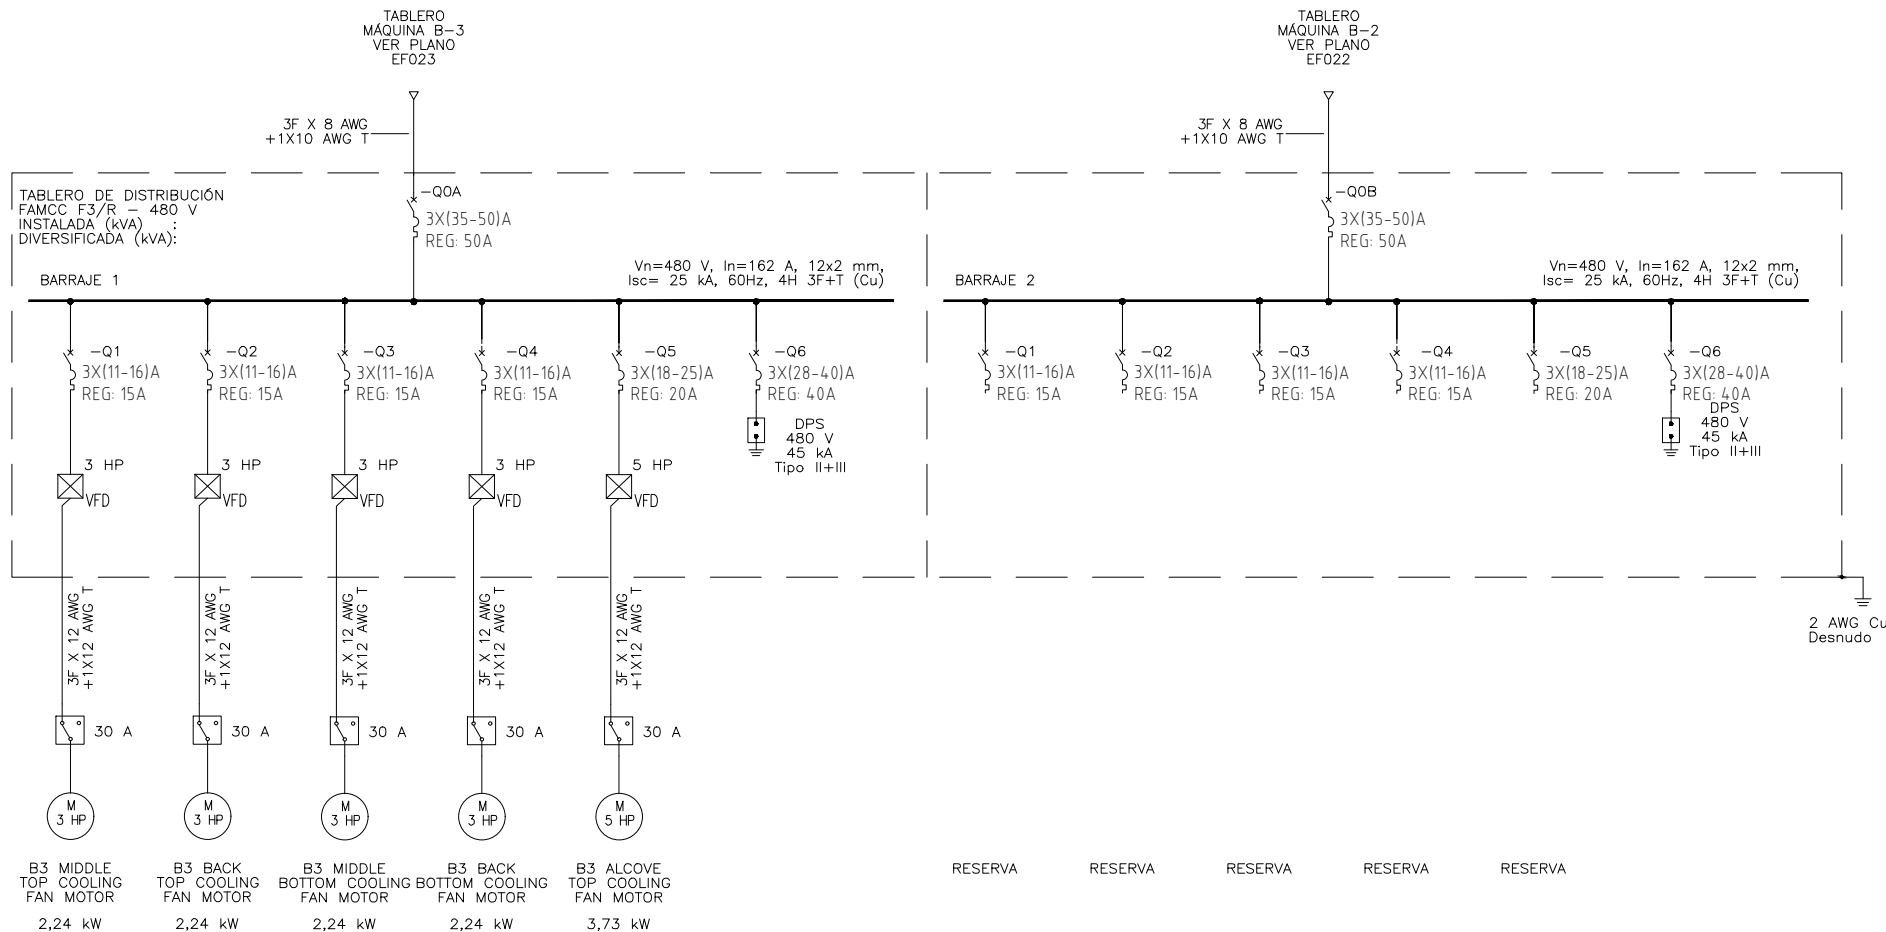 TABLERO
MÁQUINA B-3
VER PLANO
EF023
TABLERO
MÁQUINA B-2
VER PLANO
EF022
3F X 8 AWG
+1X10 AWG T
3F X 8 AWG
+1X10 AWG T
TABLERO DE DISTRIBUCIÓN
FAMCC F3/R - 480 V
INSTALADA (kVA) :
DIVERSIFICADA (kVA):
-Q0A
3X(35-50)A
REG: 50A
-Q0B
3X(35-50)A
REG: 50A
BARRAJE 1
Vn=480 V, In=162 A, 12x2 mm,
Isc= 25 kA, 60Hz, 4H 3F+T (Cu)
BARRAJE 2
Vn=480 V, In=162 A, 12x2 mm,
Isc= 25 kA, 60Hz, 4H 3F+T (Cu)
-Q1
3X(11-16)A
REG: 15A
-Q2
3X(11-16)A
REG: 15A
-Q3
3X(11-16)A
REG: 15A
-Q4
3X(11-16)A
REG: 15A
-Q5
3X(18-25)A
REG: 20A
-Q6
3X(28-40)A
REG: 40A
DPS
480 V
45 kA
Tipo II+III
-Q1
3X(11-16)A
REG: 15A
-Q2
3X(11-16)A
REG: 15A
-Q3
3X(11-16)A
REG: 15A
-Q4
3X(11-16)A
REG: 15A
-Q5
3X(18-25)A
REG: 20A
-Q6
3X(28-40)A
REG: 40A
DPS
480 V
45 kA
Tipo II+III
3 HP
VFD
3 HP
VFD
3 HP
VFD
3 HP
VFD
5 HP
VFD
3F X 12 AWG
+1X12 AWG T
3F X 12 AWG
+1X12 AWG T
3F X 12 AWG
+1X12 AWG T
3F X 12 AWG
+1X12 AWG T
3F X 12 AWG
+1X12 AWG T
2 AWG Cu
Desnudo
30 A
30 A
30 A
30 A
30 A
M
3 HP
M
3 HP
M
3 HP
M
3 HP
M
5 HP
B3 MIDDLE
TOP COOLING
FAN MOTOR
2,24 kW
B3 BACK
TOP COOLING
FAN MOTOR
2,24 kW
B3 MIDDLE
BOTTOM COOLING
FAN MOTOR
2,24 kW
B3 BACK
BOTTOM COOLING
FAN MOTOR
2,24 kW
B3 ALCOVE
TOP COOLING
FAN MOTOR
3,73 kW
RESERVA
RESERVA
RESERVA
RESERVA
RESERVA